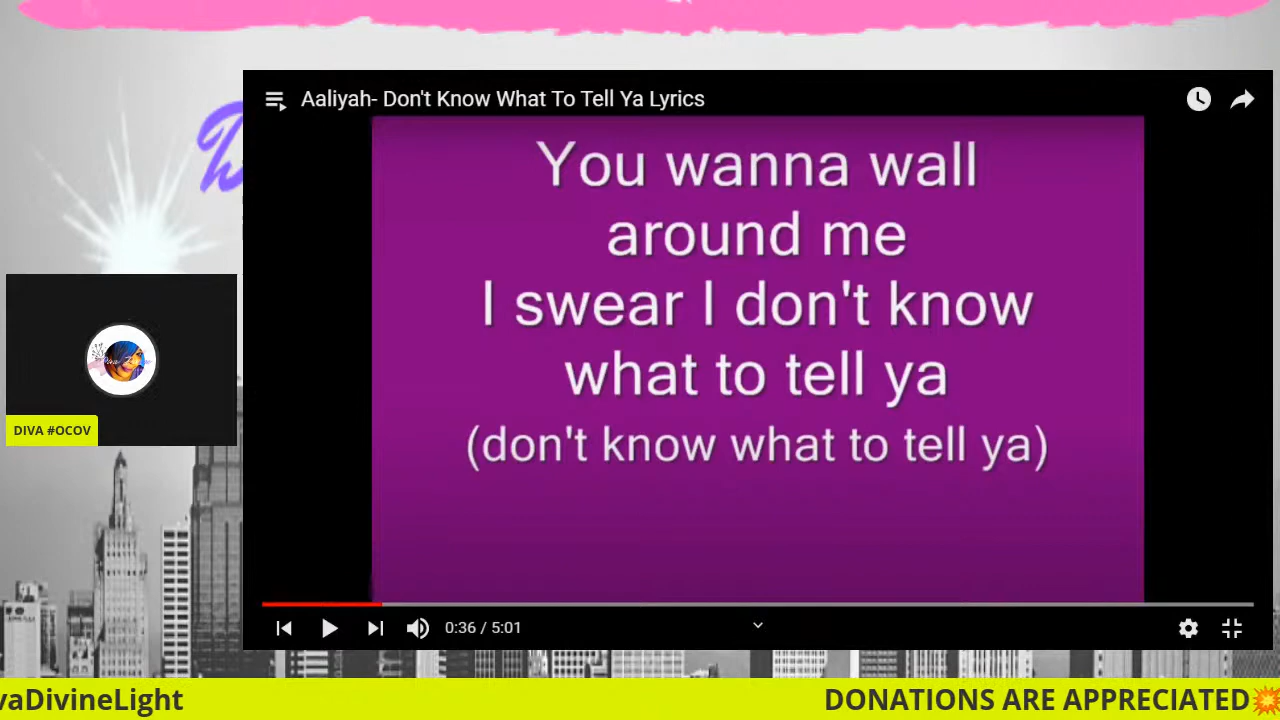 Aaliyah- Don't Know What To Tell Ya Lyrics
You wanna wall
around me
I swear I don't know
what to tell ya
(don't know what to tell ya)
DIVA #OCOV
0:36 / 5:01
vaDivineLight
DONATIONS ARE APPRECIATED💥